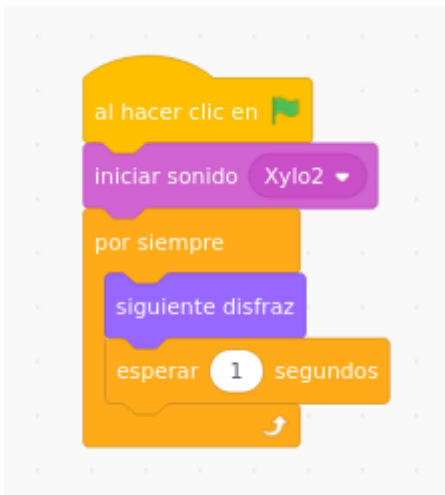 al hacer clic en
iniciar sonido Xylo2
por siempre
siguiente disfraz
esperar 1 segundos